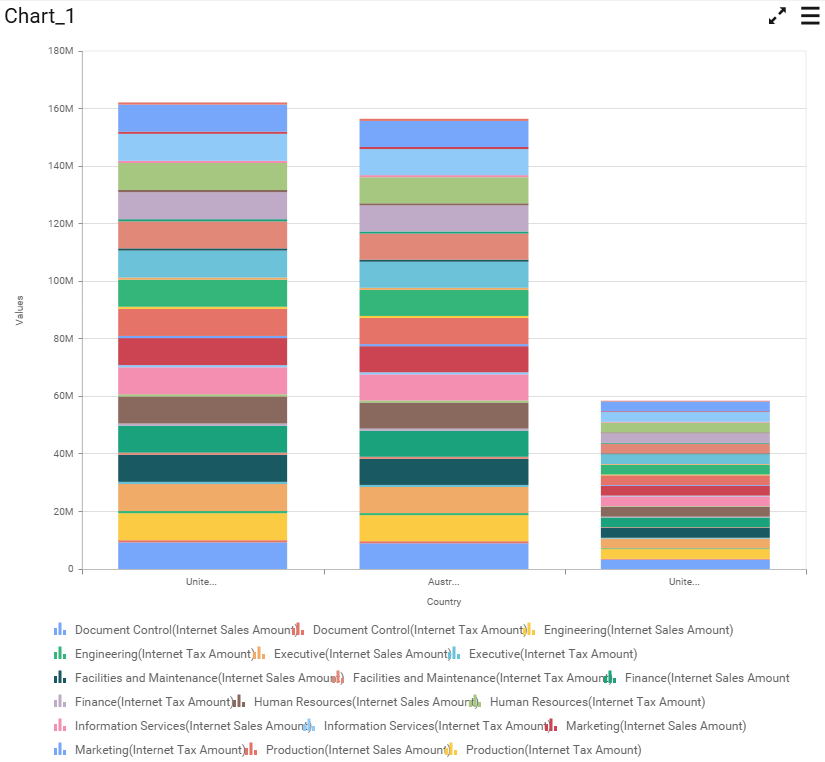 Chart_1
180M
160M
140M
120M
100M
80M
60M
40M
20M
0
Values
Unite... Austr... Unite...
Country
Document Control(Internet Sales Amount) Document Control(Internet Tax Amount) Engineering(Internet Sales Amount)
Engineering(Internet Tax Amount) Executive(Internet Sales Amount) Executive(Internet Tax Amount)
Facilities and Maintenance(Internet Sales Amount) Facilities and Maintenance(Internet Tax Amount) Finance(Internet Sales Amount
Finance(Internet Tax Amount) Human Resources(Internet Sales Amount) Human Resources(Internet Tax Amount)
Information Services(Internet Sales Amount) Information Services(Internet Tax Amount) Marketing(Internet Sales Amount)
Marketing(Internet Tax Amount) Production(Internet Sales Amount) Production(Internet Tax Amount)